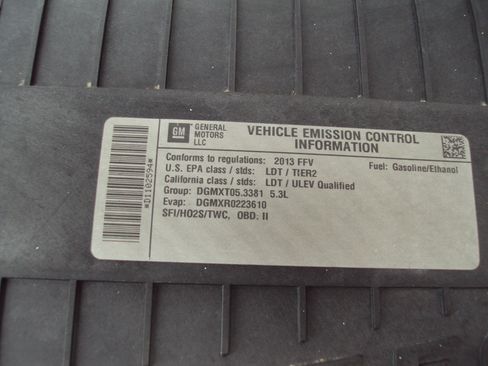 GM
GENERAL
MOTORS
LLC
VEHICLE EMISSION CONTROL
INFORMATION
Conforms to regulations: 2013 FFV
Fuel: Gasoline/Ethanol
U.S. EPA class / stds: LDT / TIER2
California class / stds: LDT / ULEV Qualified
Group: DGMXT05.3381 5.3L
Evap: DGMXR0223610
SFI/HO2S/TWC, OBD: II
*D1102594*